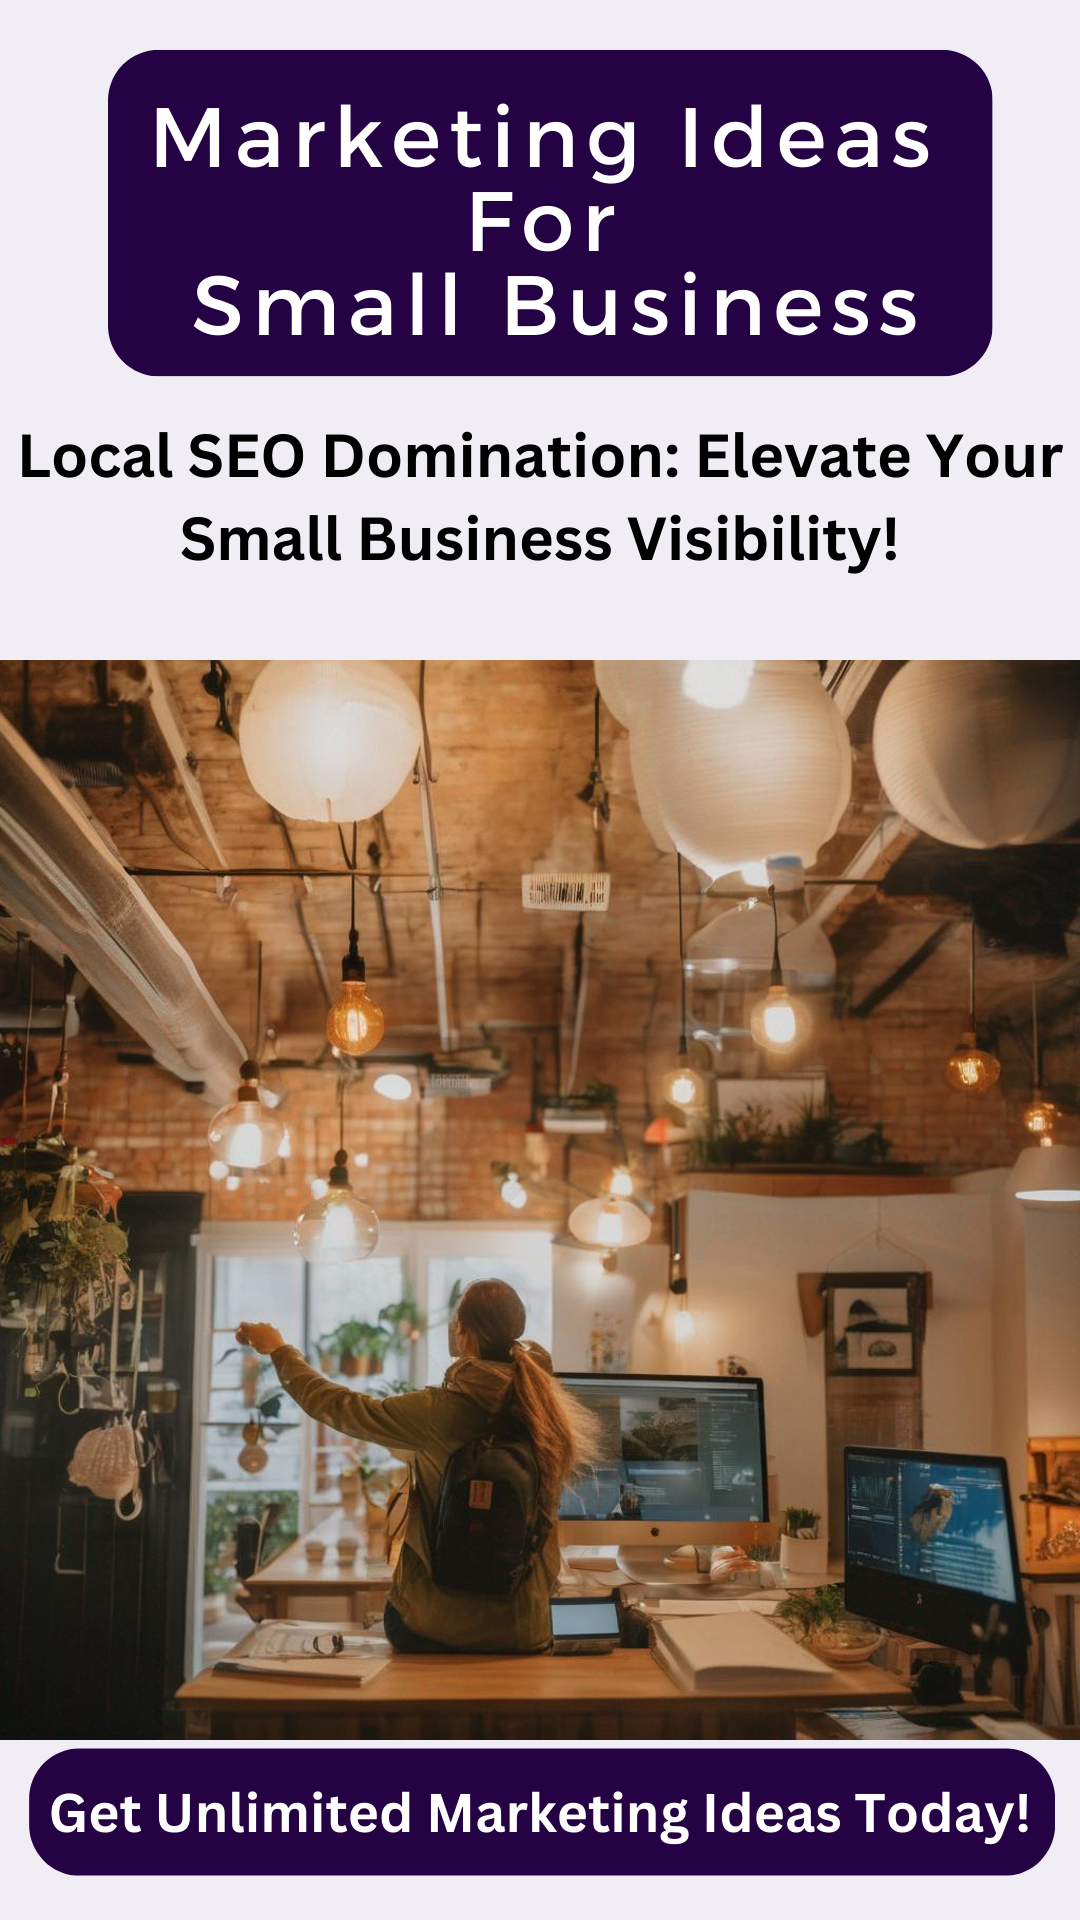 Marketing Ideas
For
Small Business
Local SEO Domination: Elevate Your
Small Business Visibility!
Get Unlimited Marketing Ideas Today!